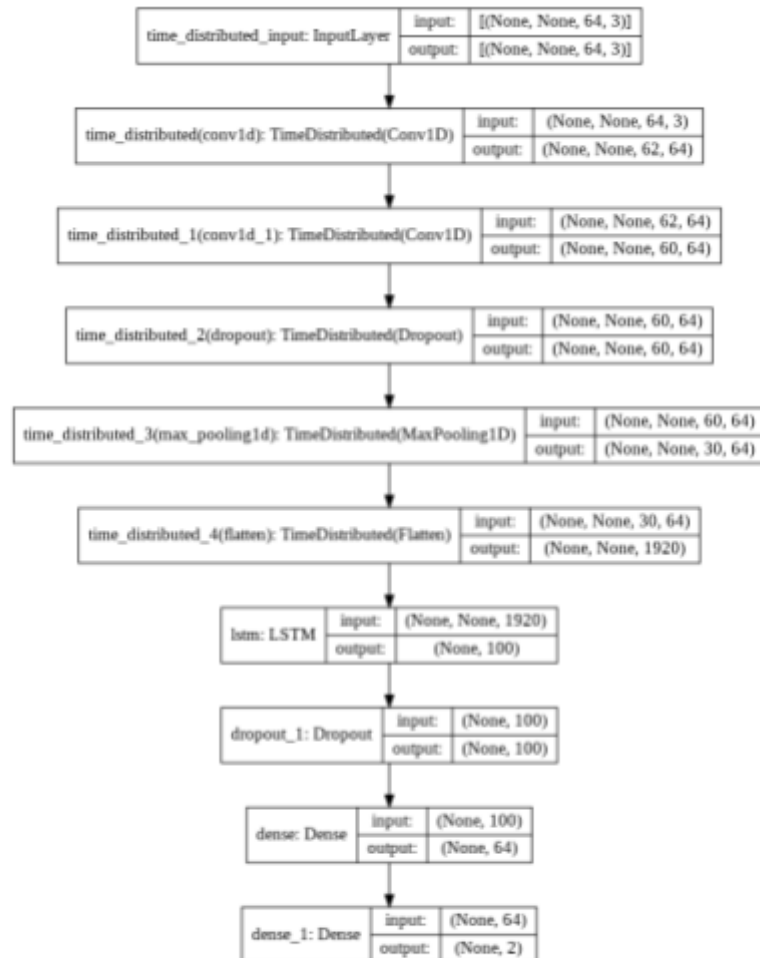 time_distributed_input: InputLayer
input: [(None, None, 64, 3)]
output: [(None, None, 64, 3)]
time_distributed(conv1d): TimeDistributed(Conv1D)
input: (None, None, 64, 3)
output: (None, None, 62, 64)
time_distributed_1(conv1d_1): TimeDistributed(Conv1D)
input: (None, None, 62, 64)
output: (None, None, 60, 64)
time_distributed_2(dropout): TimeDistributed(Dropout)
input: (None, None, 60, 64)
output: (None, None, 60, 64)
time_distributed_3(max_pooling1d): TimeDistributed(MaxPooling1D)
input: (None, None, 60, 64)
output: (None, None, 30, 64)
time_distributed_4(flatten): TimeDistributed(Flatten)
input: (None, None, 30, 64)
output: (None, None, 1920)
lstm: LSTM
input: (None, None, 1920)
output: (None, 100)
dropout_1: Dropout
input: (None, 100)
output: (None, 100)
dense: Dense
input: (None, 100)
output: (None, 64)
dense_1: Dense
input: (None, 64)
output: (None, 2)